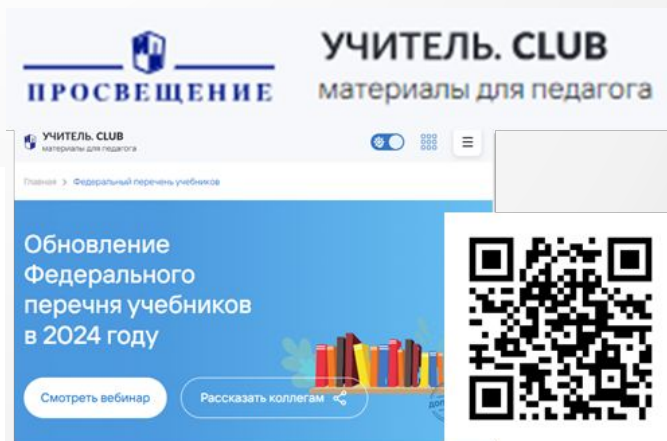 ПРОСВЕЩЕНИЕ
УЧИТЕЛЬ. CLUB
материалы для педагога
УЧИТЕЛЬ. CLUB
материалы для педагога
Главная > Федеральный перечень учебников
Обновление
Федерального
перечня учебников
в 2024 году
Смотреть вебинар
Рассказать коллегам